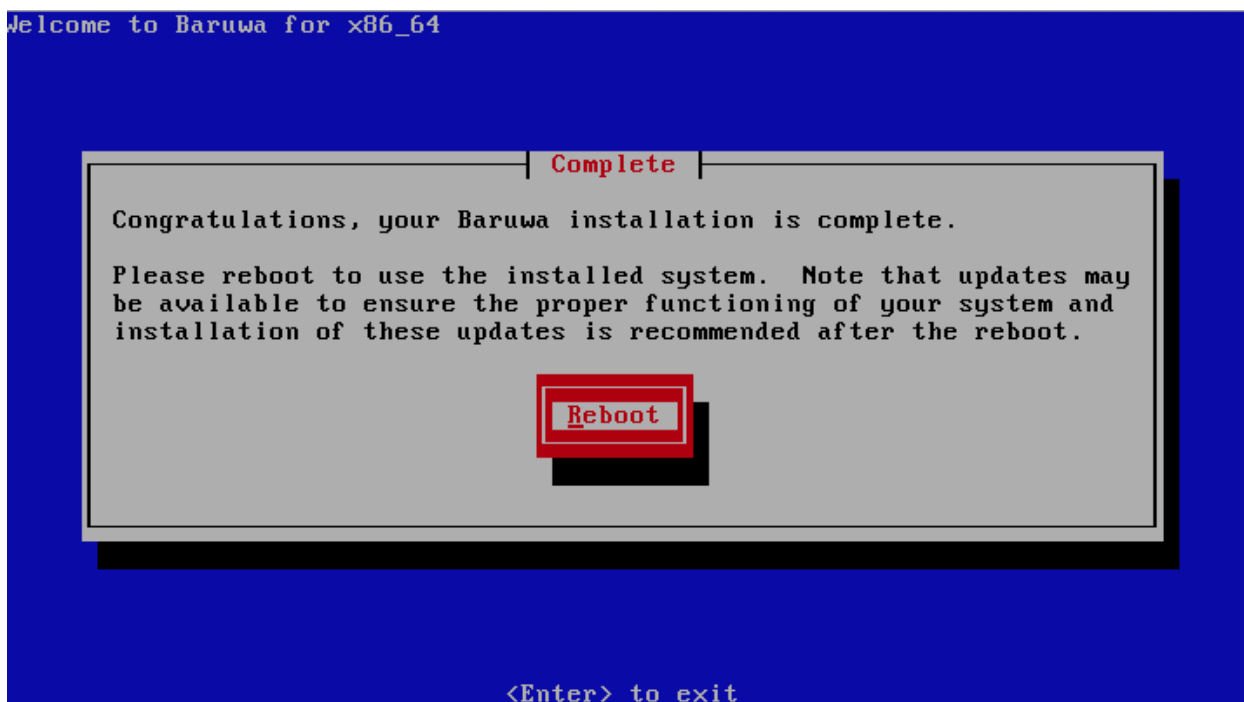 Welcome to Baruwa for x86_64
Complete
Congratulations, your Baruwa installation is complete.
Please reboot to use the installed system.  Note that updates may
be available to ensure the proper functioning of your system and
installation of these updates is recommended after the reboot.
Reboot
<Enter> to exit